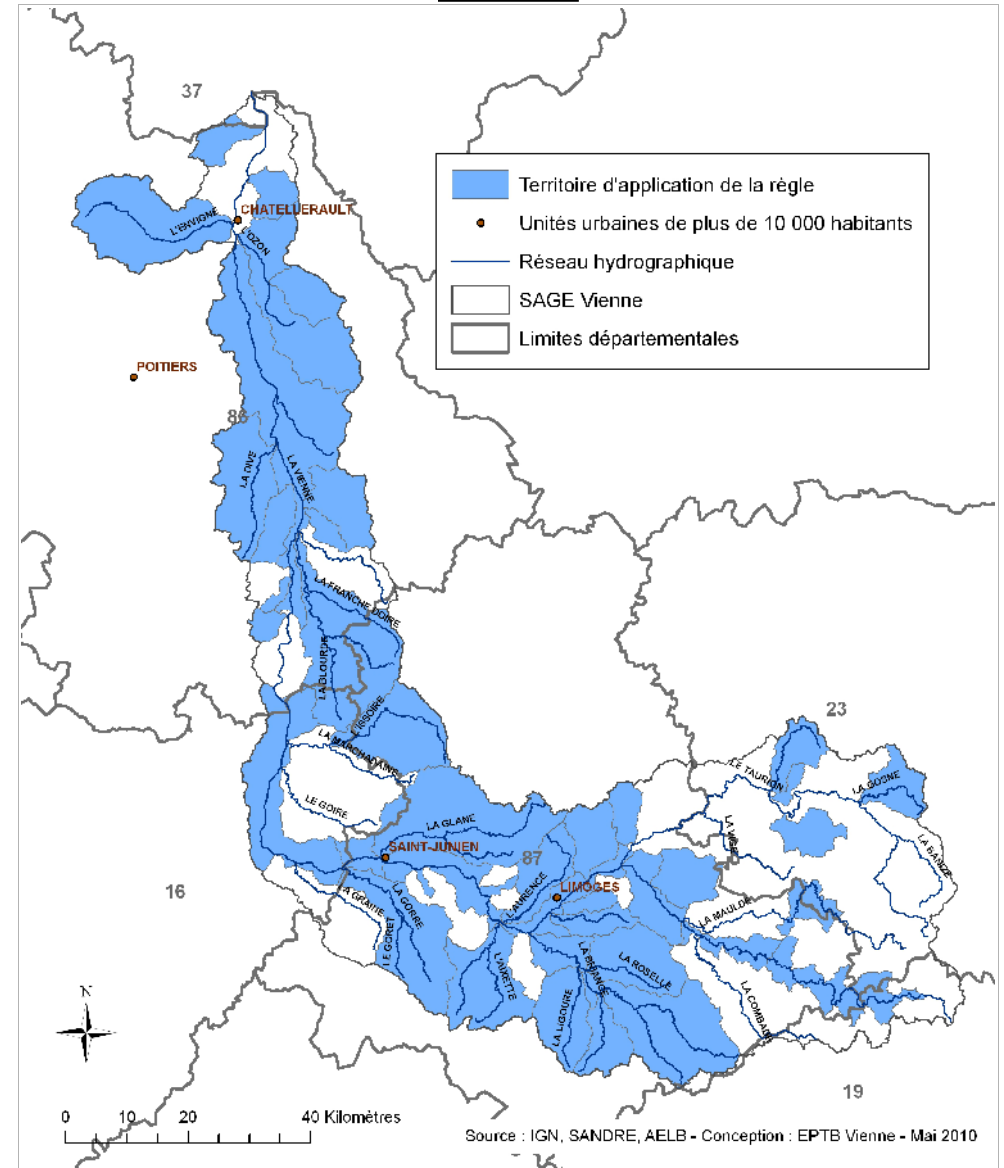 37
Territoire d'application de la règle
Unités urbaines de plus de 10 000 habitants
Réseau hydrographique
SAGE Vienne
Limites départementales
CHATELLERAULT
L'ENVIGNE
L'OZON
POITIERS
86
LA DIVE
LA VIENNE
LA FRANCHE DOIRE
LA BLOURDE
L'ISSOIRE
LA MARCHADAINE
LE GOIRE
23
LE TAURION
LA GOSNE
LA VIGE
LA BANIZE
LA GLANE
SAINT-JUNIEN
87
16
LA GRAINE
LA GORRE
LE GORET
L'AURENCE
LIMOGES
LA MAULDE
L'AIXETTE
LA BRIANCE
LA ROSELLE
LA LIGOURE
LA COMBADE
N
19
0 10 20 40 Kilomètres
Source : IGN, SANDRE, AELB - Conception : EPTB Vienne - Mai 2010